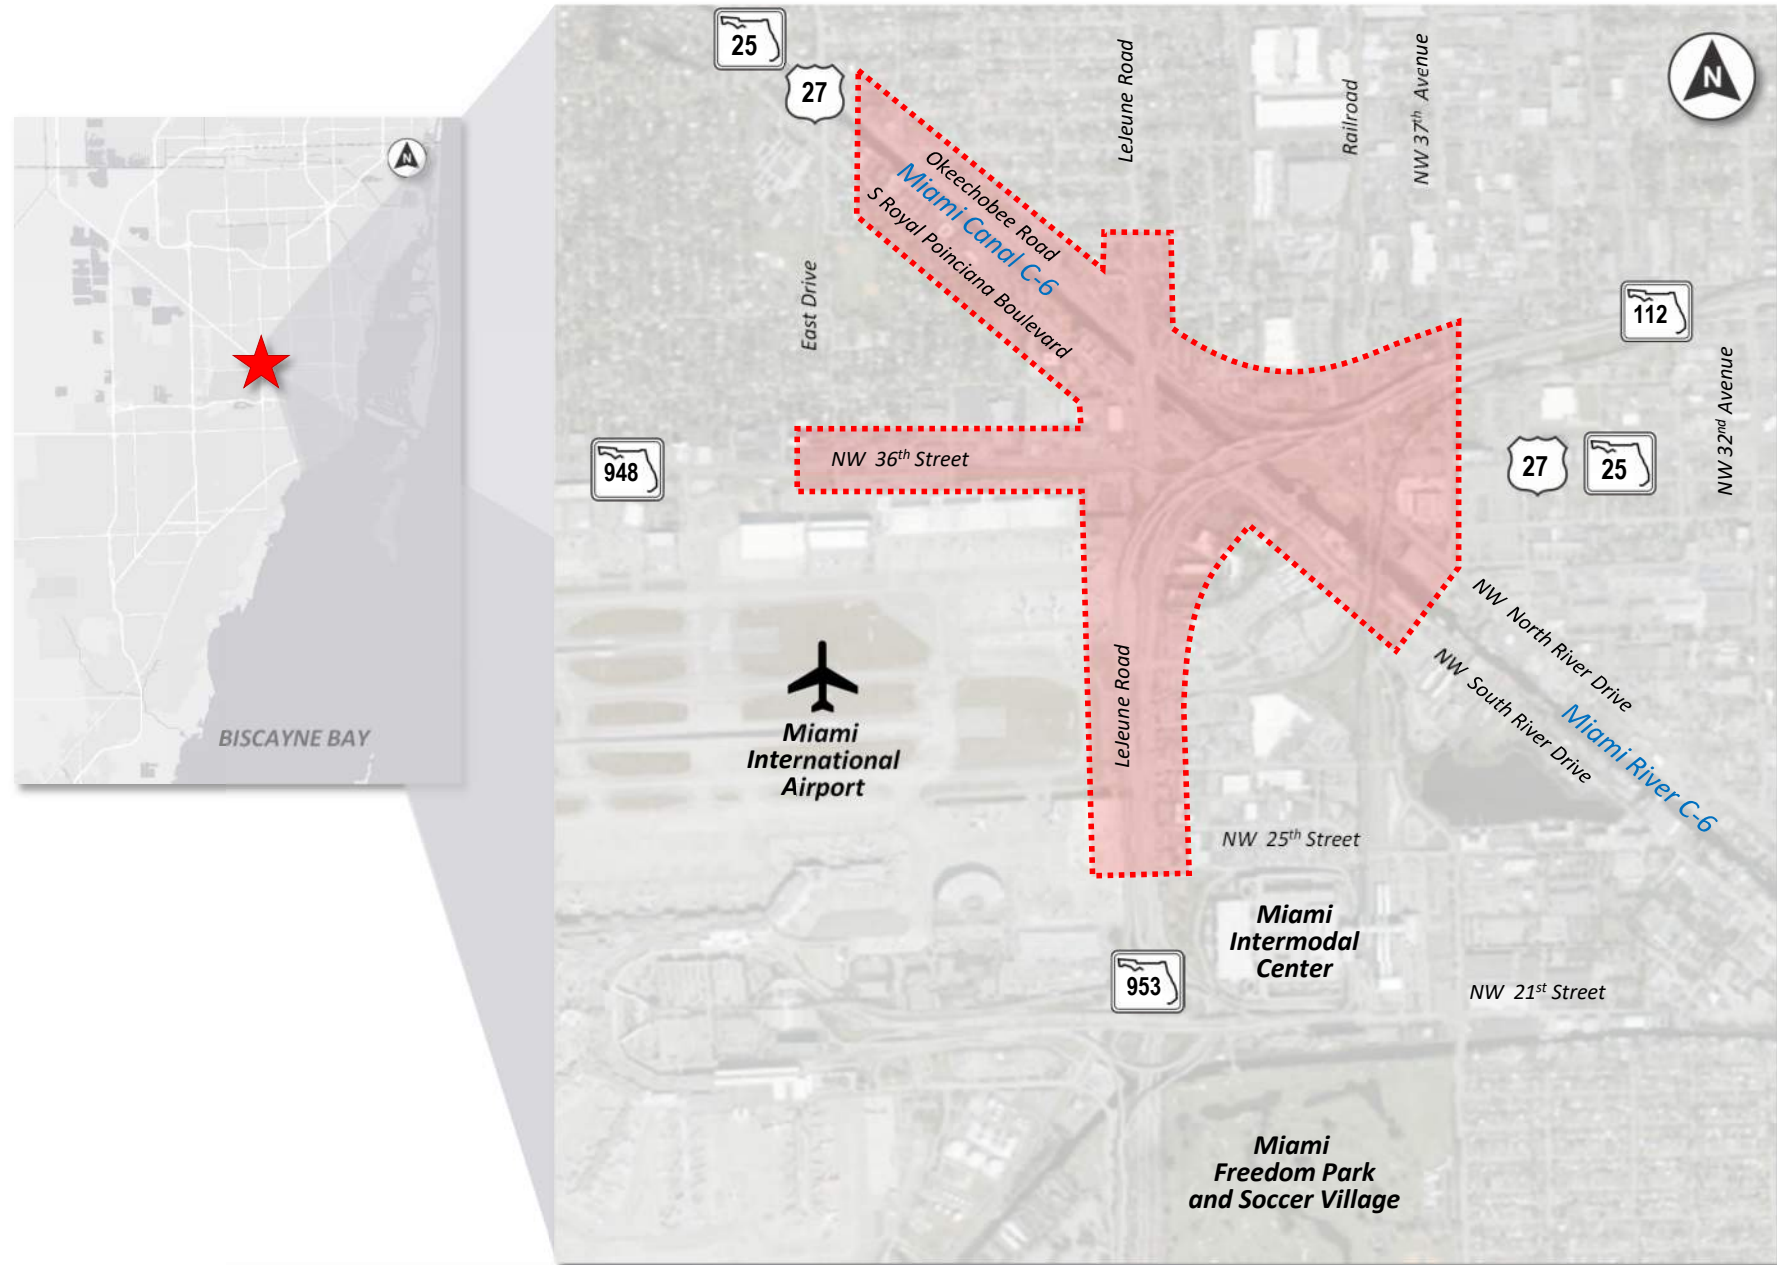 N
BISCAYNE BAY
25
27
LeJeune Road
Railroad
NW 37th Avenue
N
Okeechobee Road
Miami Canal C-6
S Royal Poinciana Boulevard
East Drive
112
NW 32nd Avenue
948
NW 36th Street
27
25
NW North River Drive
NW South River Drive
Miami River C-6
LeJeune Road
Miami
International
Airport
NW 25th Street
Miami
Intermodal
Center
953
NW 21st Street
Miami
Freedom Park
and Soccer Village